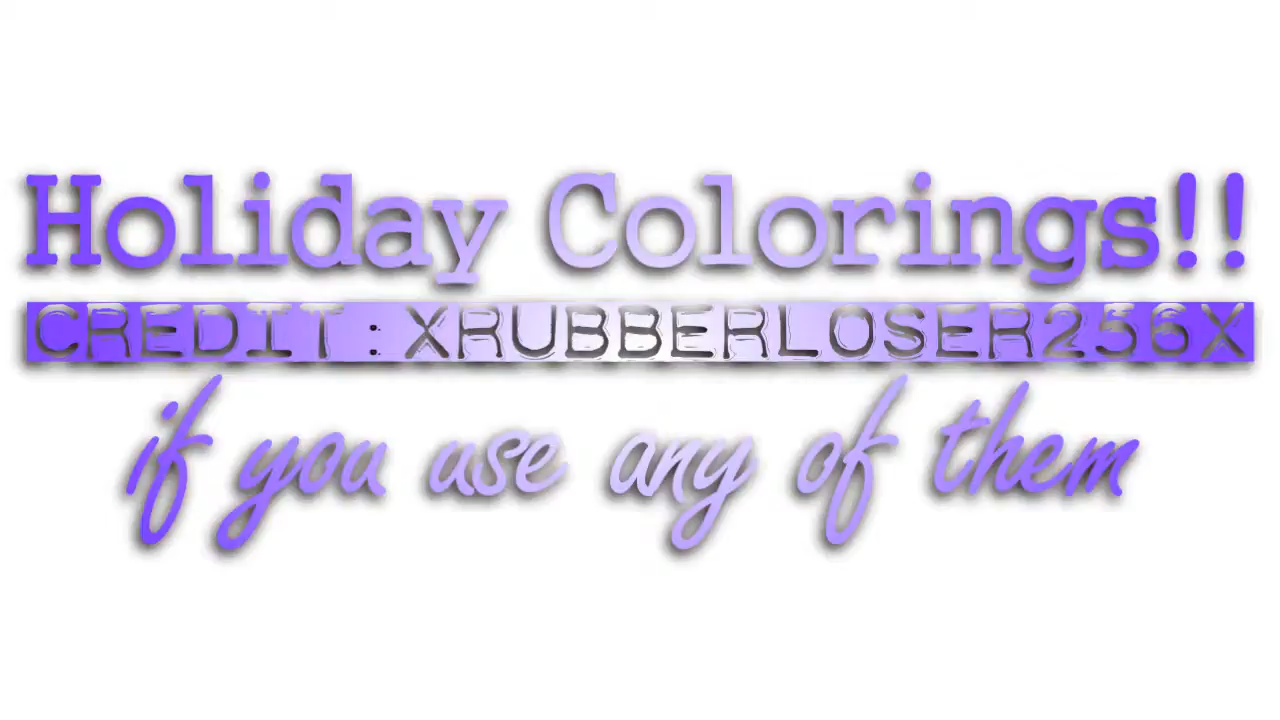 Holiday Colorings!!
CREDIT: XRUBBERLOSER256X
if you use any of them